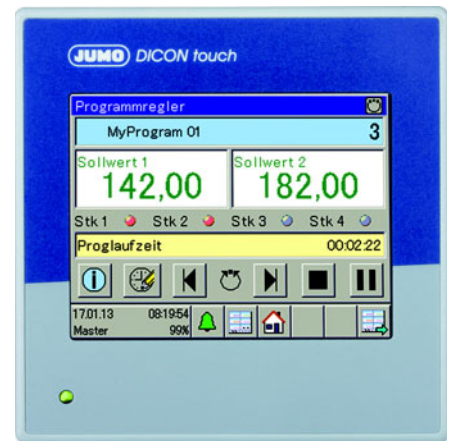 JUMO DICON touch
Programmregler
MyProgram 01 3
Sollwert 1 Sollwert 2
142,00 182,00
Stk 1 Stk 2 Stk 3 Stk 4
Proglaufzeit 00:02:22
17.01.13 08:19:54
Master 99%